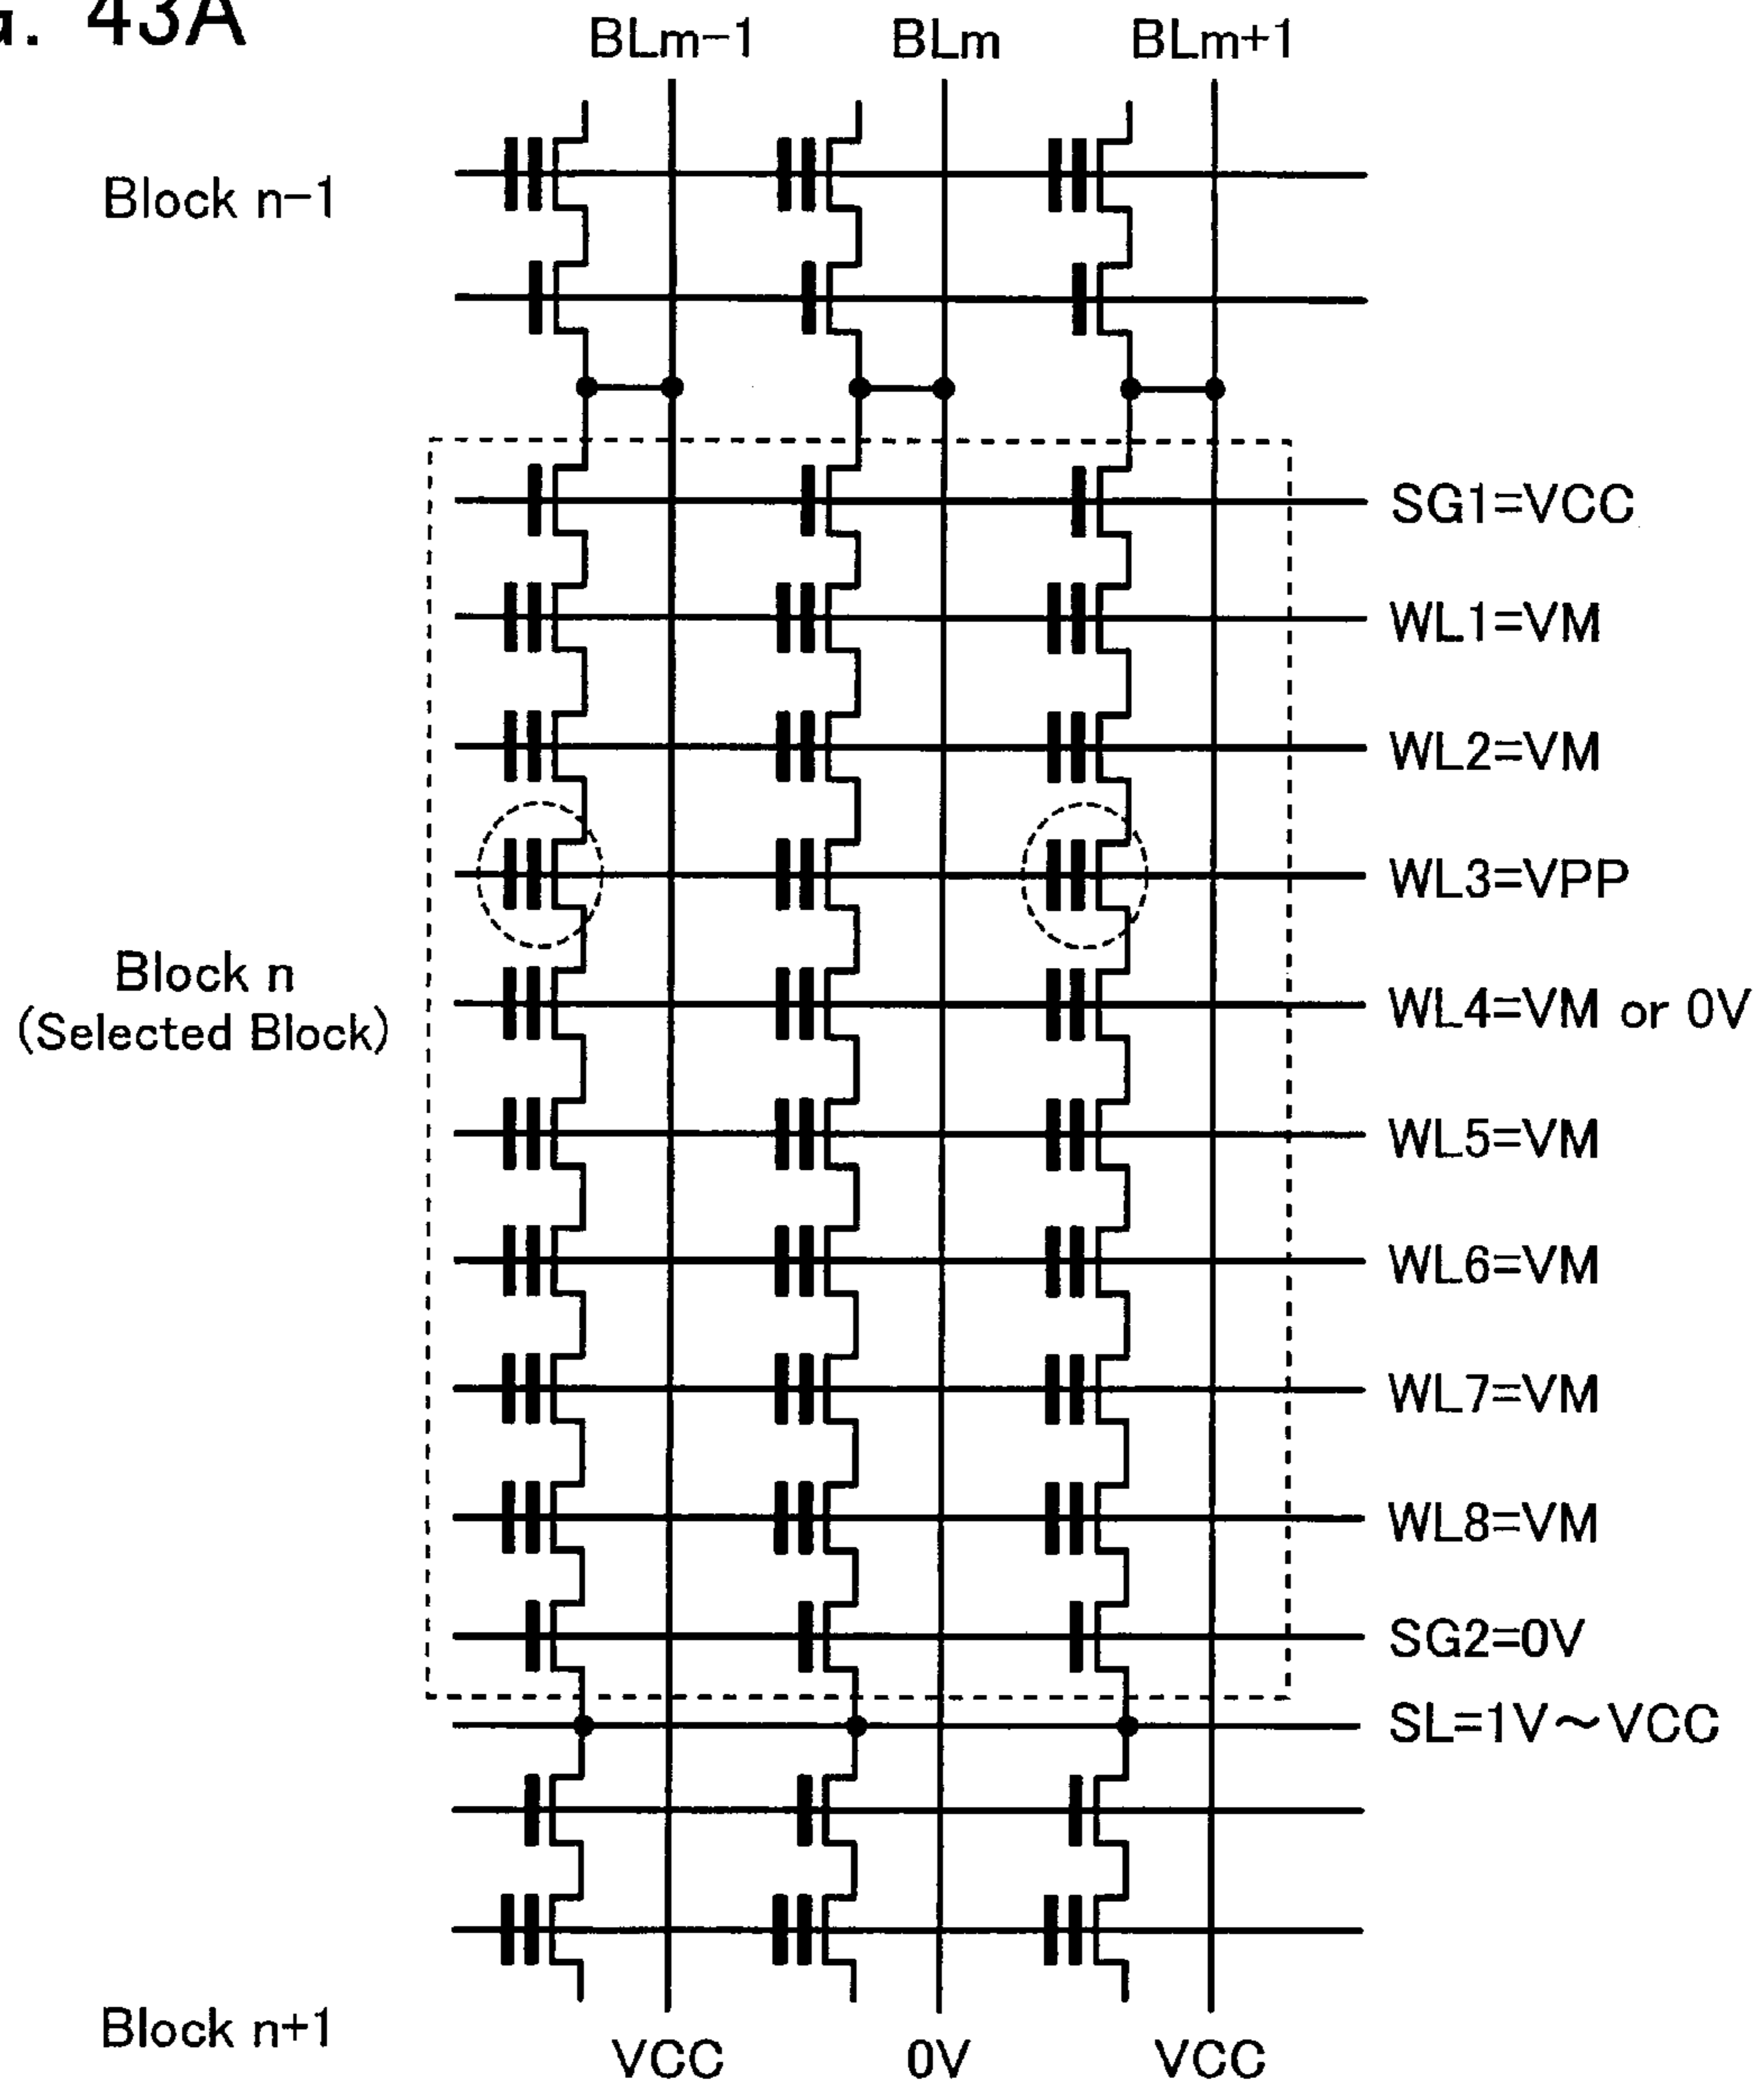 43A
BLm-1 BLm BLm+1
Block n-1
SG1=VCC
WL1=VM
WL2=VM
WL3=VPP
Block n
(Selected Block)
WL4=VM or 0V
WL5=VM
WL6=VM
WL7=VM
WL8=VM
SG2=0V
SL=1V～VCC
Block n+1
VCC 0V VCC